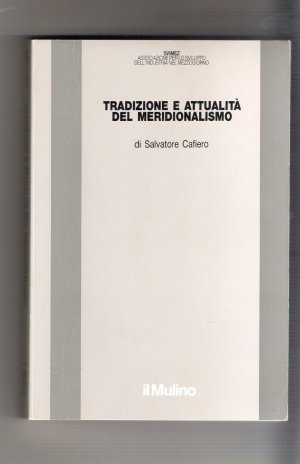 SVIMEZ
ASSOCIAZIONE PER LO SVILUPPO
DELL'INDUSTRIA NEL MEZZOGIORNO
TRADIZIONE E ATTUALITÀ
DEL MERIDIONALISMO
di Salvatore Cafiero
il Mulino